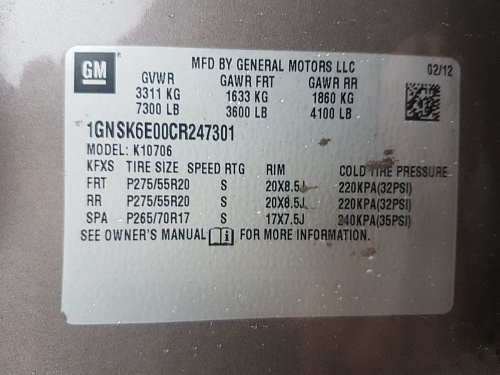 GM
MFD BY GENERAL MOTORS LLC
02/12
GVWR GAWR FRT GAWR RR
3311 KG 1633 KG 1860 KG
7300 LB 3600 LB 4100 LB
1GNSK6E00CR247301
MODEL: K10706
KFXS TIRE SIZE SPEED RTG RIM COLD TIRE PRESSURE
FRT P275/55R20 S 20X8.5J 220KPA(32PSI)
RR P275/55R20 S 20X8.5J 220KPA(32PSI)
SPA P265/70R17 S 17X7.5J 240KPA(35PSI)
SEE OWNER'S MANUAL i FOR MORE INFORMATION.